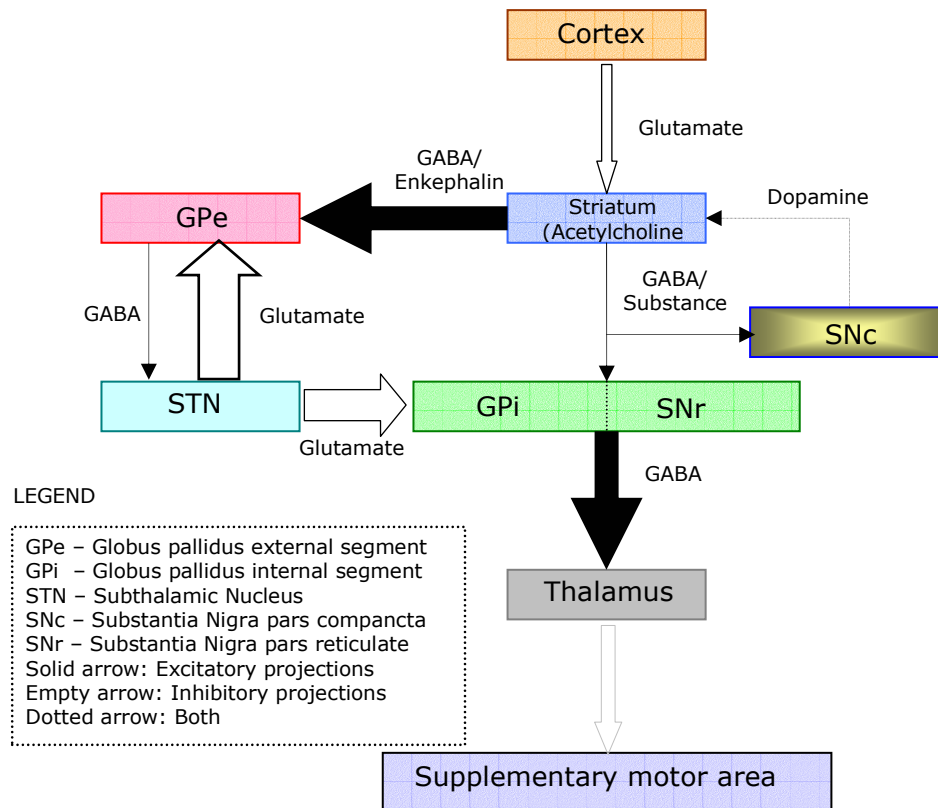 Cortex
Glutamate
GABA/
Enkephalin
GPe
Striatum
(Acetylcholine
Dopamine
GABA/
Substance
GABA
Glutamate
SNc
STN
GPi
SNr
Glutamate
GABA
LEGEND
GPe – Globus pallidus external segment
GPi – Globus pallidus internal segment
STN – Subthalamic Nucleus
SNc – Substantia Nigra pars compancta
SNr – Substantia Nigra pars reticulate
Solid arrow: Excitatory projections
Empty arrow: Inhibitory projections
Dotted arrow: Both
Thalamus
Supplementary motor area